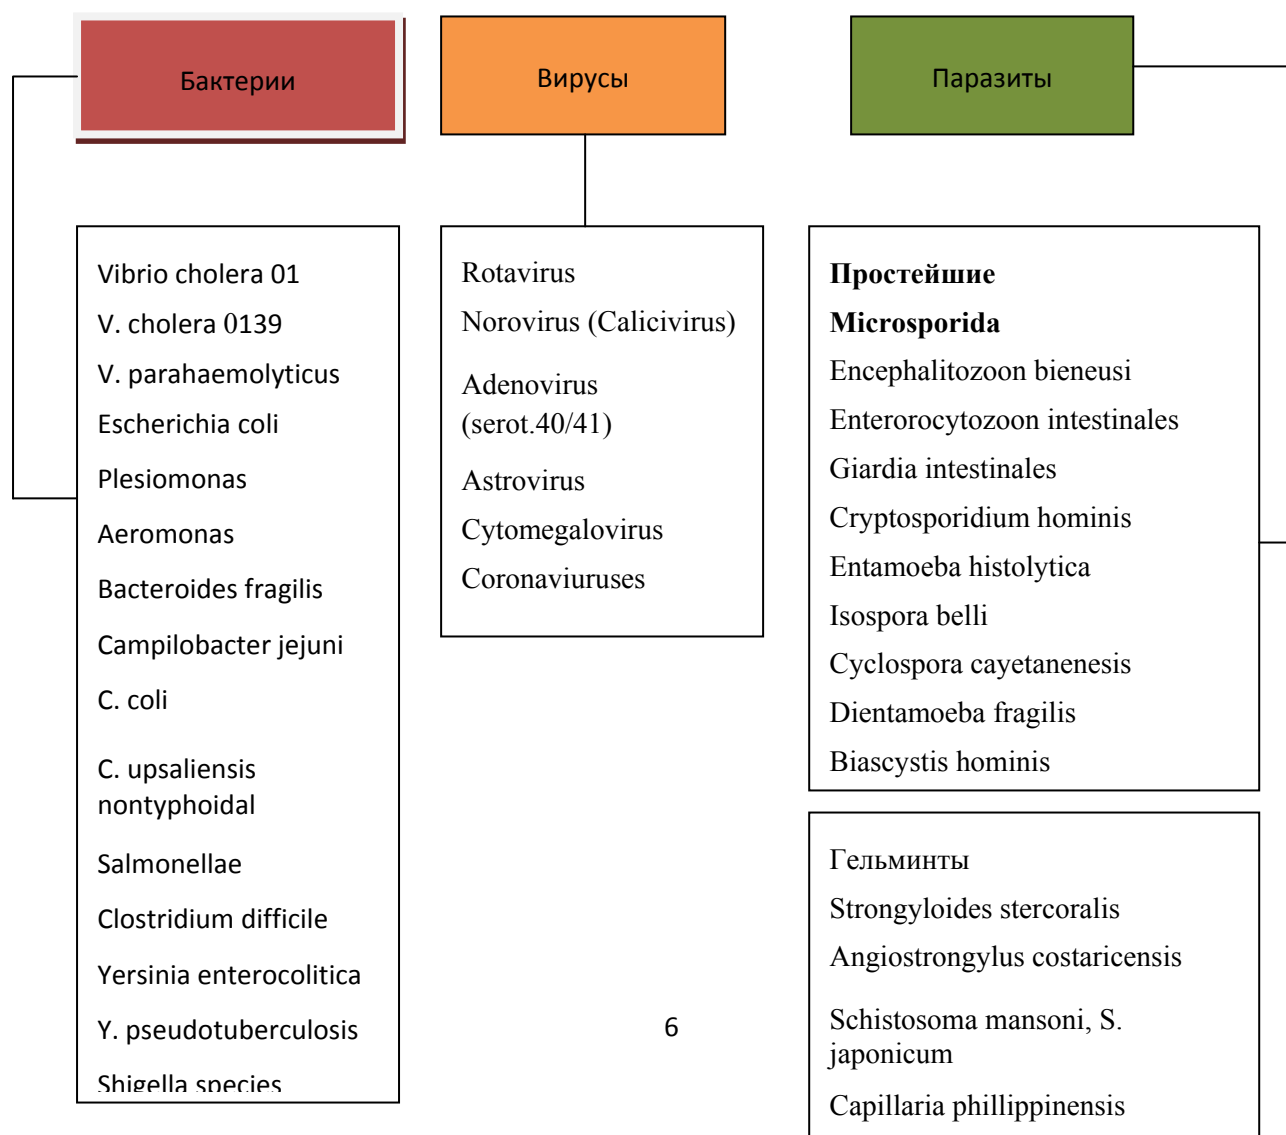 Бактерии
Вирусы
Паразиты
Vibrio cholera 01
V. cholera 0139
V. parahaemolyticus
Escherichia coli
Plesiomonas
Aeromonas
Bacteroides fragilis
Campilobacter jejuni
C. coli
C. upsaliensis
nontyphoidal
Salmonellae
Clostridium difficile
Yersinia enterocolitica
Y. pseudotuberculosis
Shigella species
Rotavirus
Norovirus (Calicivirus)
Adenovirus
(serot.40/41)
Astrovirus
Cytomegalovirus
Coronaviuruses
Простейшие
Microsporida
Encephalitozoon bieneusi
Enterorocytozoon intestinales
Giardia intestinales
Cryptosporidium hominis
Entamoeba histolytica
Isospora belli
Cyclospora cayetanenesis
Dientamoeba fragilis
Biascystis hominis
Гельминты
Strongyloides stercoralis
Angiostrongylus costaricensis
Schistosoma mansoni, S.
japonicum
Capillaria phillippinensis
6